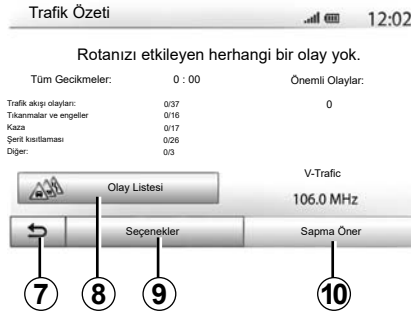 Trafik Özeti 12:02
Rotanızı etkileyen herhangi bir olay yok.
Tüm Gecikmeler: 0 : 00 Önemli Olaylar:
0
Trafik akışı olayları: 0/37
Tıkanmalar ve engeller 0/16
Kaza 0/17
Şerit kısıtlaması 0/26
Diğer: 0/3
V-Trafic
Olay Listesi 106.0 MHz
Seçenekler Sapma Öner
7 8 9 10